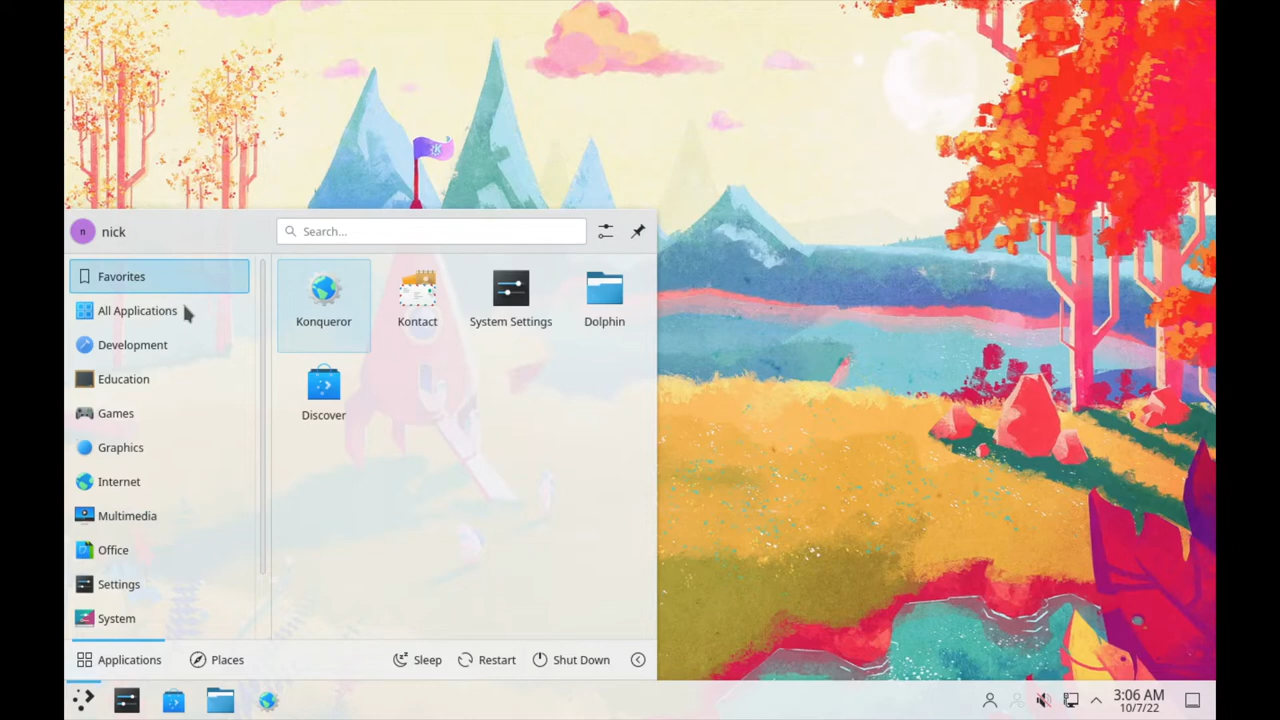 nick
Search...
Favorites
All Applications
Development
Education
Games
Graphics
Internet
Multimedia
Office
Settings
System
Konqueror
Kontact
System Settings
Dolphin
Discover
Applications
Places
Sleep
Restart
Shut Down
3:06 AM
10/7/22